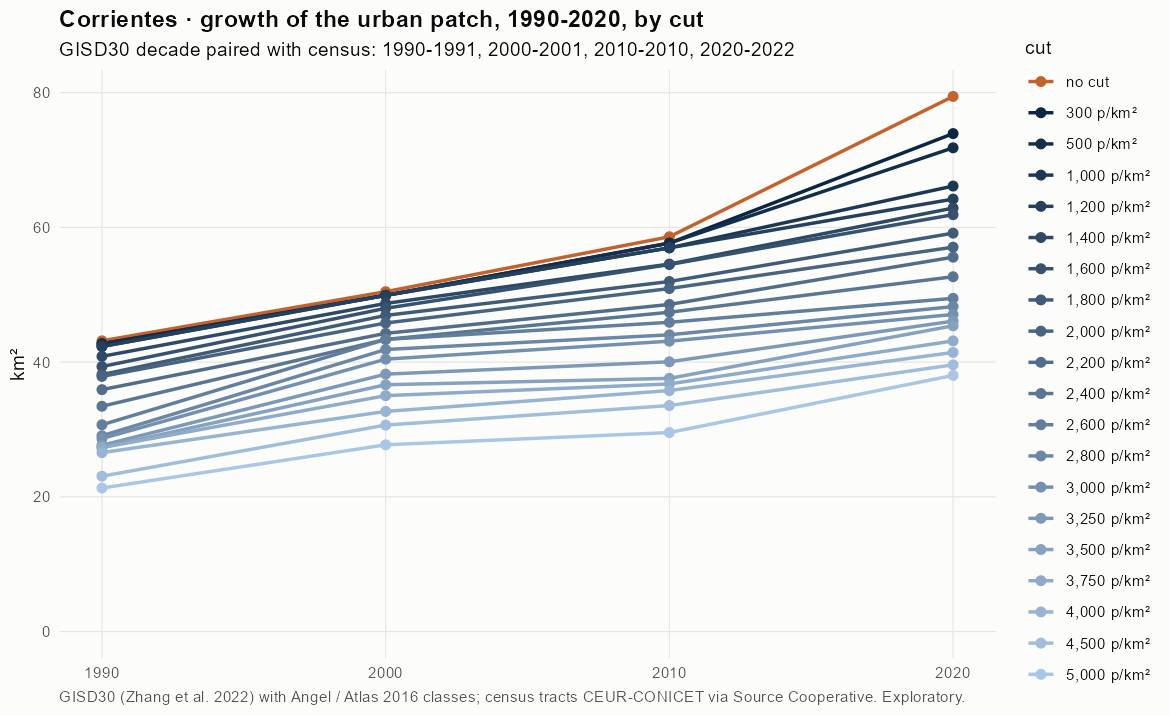 Corrientes · growth of the urban patch, 1990-2020, by cut
GISD30 decade paired with census: 1990-1991, 2000-2001, 2010-2010, 2020-2022
cut
no cut
300 p/km²
500 p/km²
1,000 p/km²
1,200 p/km²
1,400 p/km²
1,600 p/km²
1,800 p/km²
2,000 p/km²
2,200 p/km²
2,400 p/km²
2,600 p/km²
2,800 p/km²
3,000 p/km²
3,250 p/km²
3,500 p/km²
3,750 p/km²
4,000 p/km²
4,500 p/km²
5,000 p/km²
km²
80
60
40
20
0
1990
2000
2010
2020
GISD30 (Zhang et al. 2022) with Angel / Atlas 2016 classes; census tracts CEUR-CONICET via Source Cooperative. Exploratory.